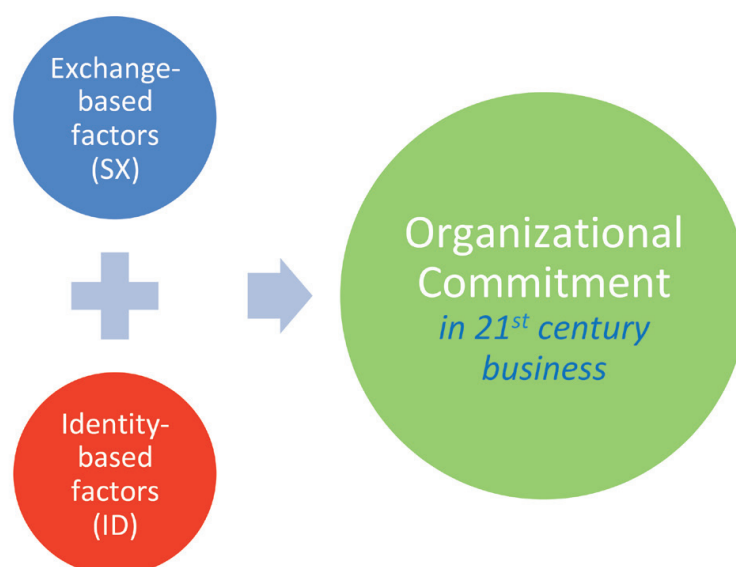 Exchange-
based
factors
(SX)
Identity-
based
factors
(ID)
Organizational
Commitment
in 21st century
business